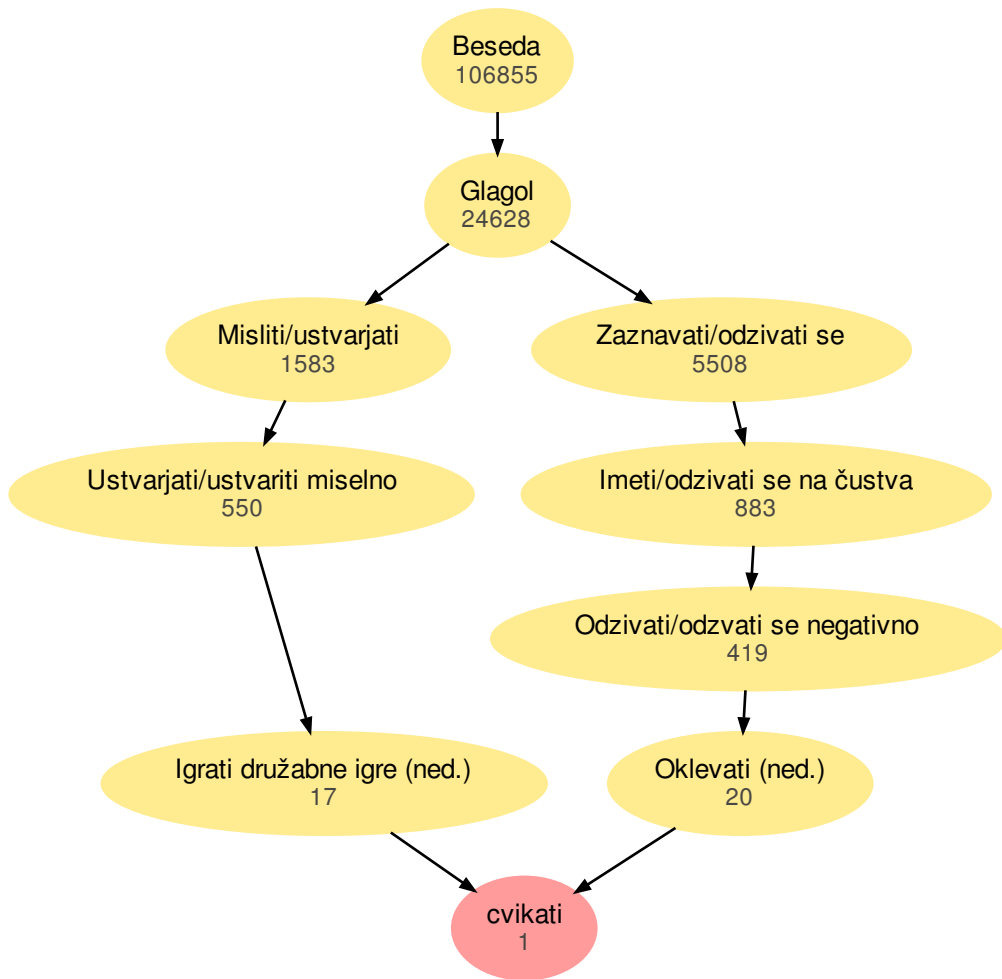 Beseda
106855
Glagol
24628
Misliti/ustvarjati
1583
Zaznavati/odzivati se
5508
Ustvarjati/ustvariti miselno
550
Imeti/odzivati se na čustva
883
Odzivati/odzvati se negativno
419
Igrati družabne igre (ned.)
17
Oklevati (ned.)
20
cvikati
1